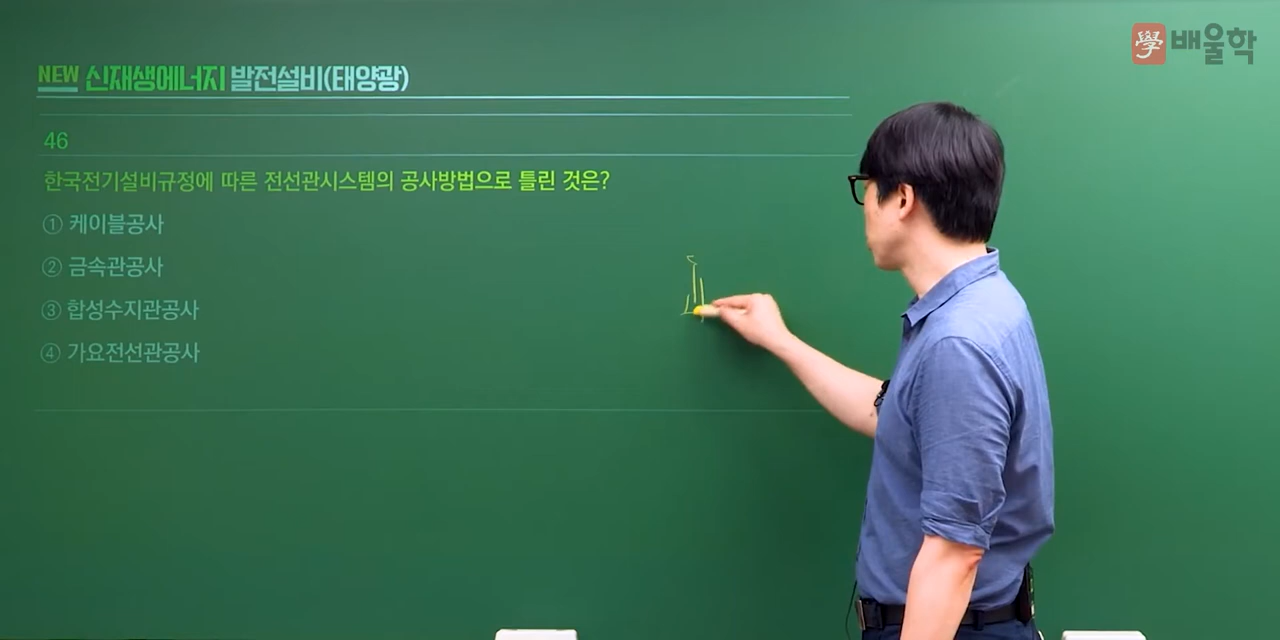 學 배울학
NEW 신재생에너지 발전설비(태양광)
46
한국전기설비규정에 따른 전선관시스템의 공사방법으로 틀린 것은?
① 케이블공사
② 금속관공사
③ 합성수지관공사
④ 가요전선관공사